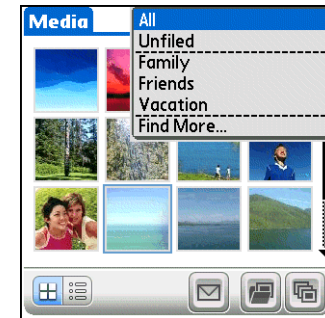 Media
All
Unfiled
Family
Friends
Vacation
Find More...